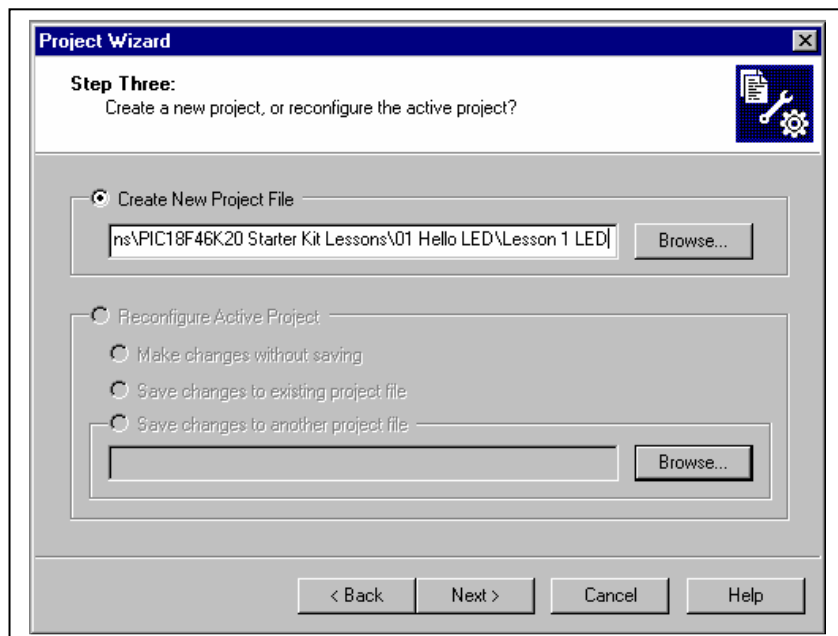 Project Wizard
Step Three:
Create a new project, or reconfigure the active project?
Create New Project File
ns\PIC18F46K20 Starter Kit Lessons\01 Hello LED\Lesson 1 LED
Browse...
Reconfigure Active Project
Make changes without saving
Save changes to existing project file
Save changes to another project file
Browse...
< Back
Next >
Cancel
Help